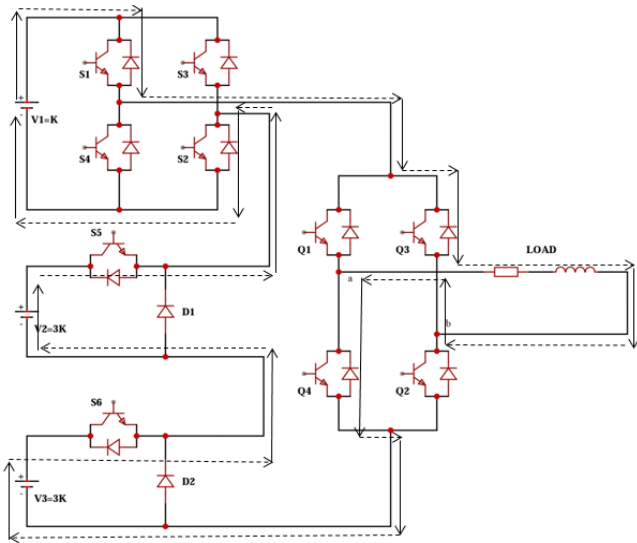 S1
S3
+
-
V1=K
S4
S2
S5
Q1
Q3
LOAD
a
+
-
V2=3K
D1
b
Q4
Q2
S6
+
-
V3=3K
D2